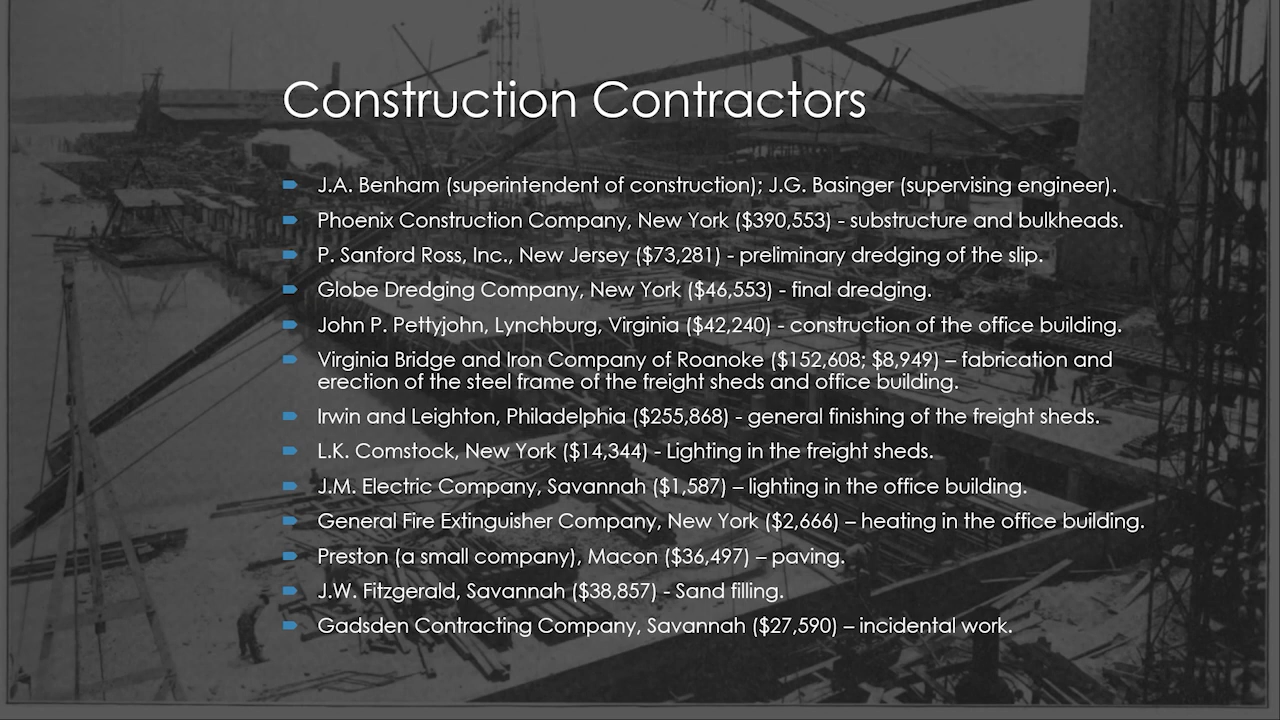 Construction Contractors
J.A. Benham (superintendent of construction); J.G. Basinger (supervising engineer).
Phoenix Construction Company, New York ($390,553) - substructure and bulkheads.
P. Sanford Ross, Inc., New Jersey ($73,281) - preliminary dredging of the slip.
Globe Dredging Company, New York ($46,553) - final dredging.
John P. Pettyjohn, Lynchburg, Virginia ($42,240) - construction of the office building.
Virginia Bridge and Iron Company of Roanoke ($152,608; $8,949) – fabrication and
erection of the steel frame of the freight sheds and office building.
Irwin and Leighton, Philadelphia ($255,868) - general finishing of the freight sheds.
L.K. Comstock, New York ($14,344) - Lighting in the freight sheds.
J.M. Electric Company, Savannah ($1,587) – lighting in the office building.
General Fire Extinguisher Company, New York ($2,666) – heating in the office building.
Preston (a small company), Macon ($36,497) – paving.
J.W. Fitzgerald, Savannah ($38,857) - Sand filling.
Gadsden Contracting Company, Savannah ($27,590) – incidental work.